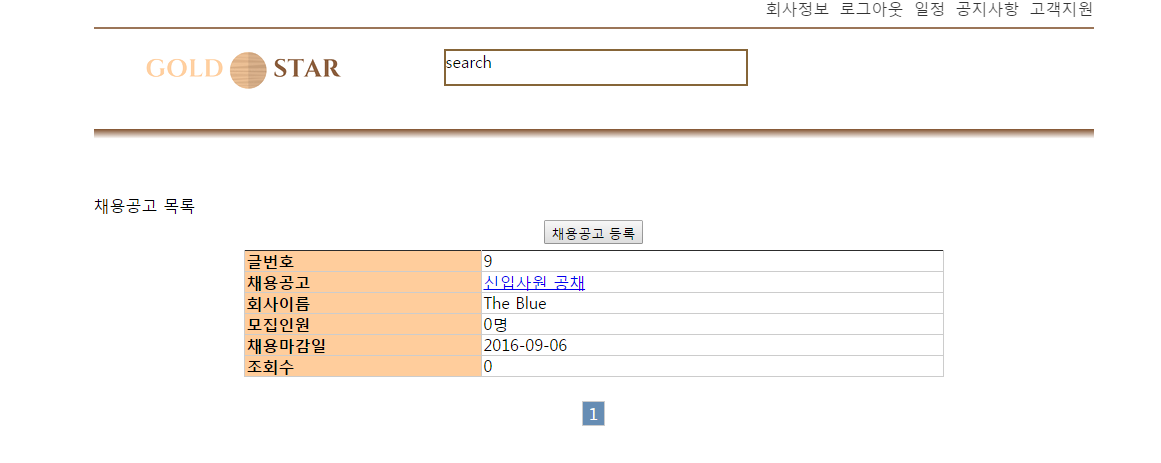 회사정보 로그아웃 일정 공지사항 고객지원
GOLD STAR
search
채용공고 목록
채용공고 등록
글번호 9
채용공고 신입사원 공채
회사이름 The Blue
모집인원 0명
채용마감일 2016-09-06
조회수 0
1